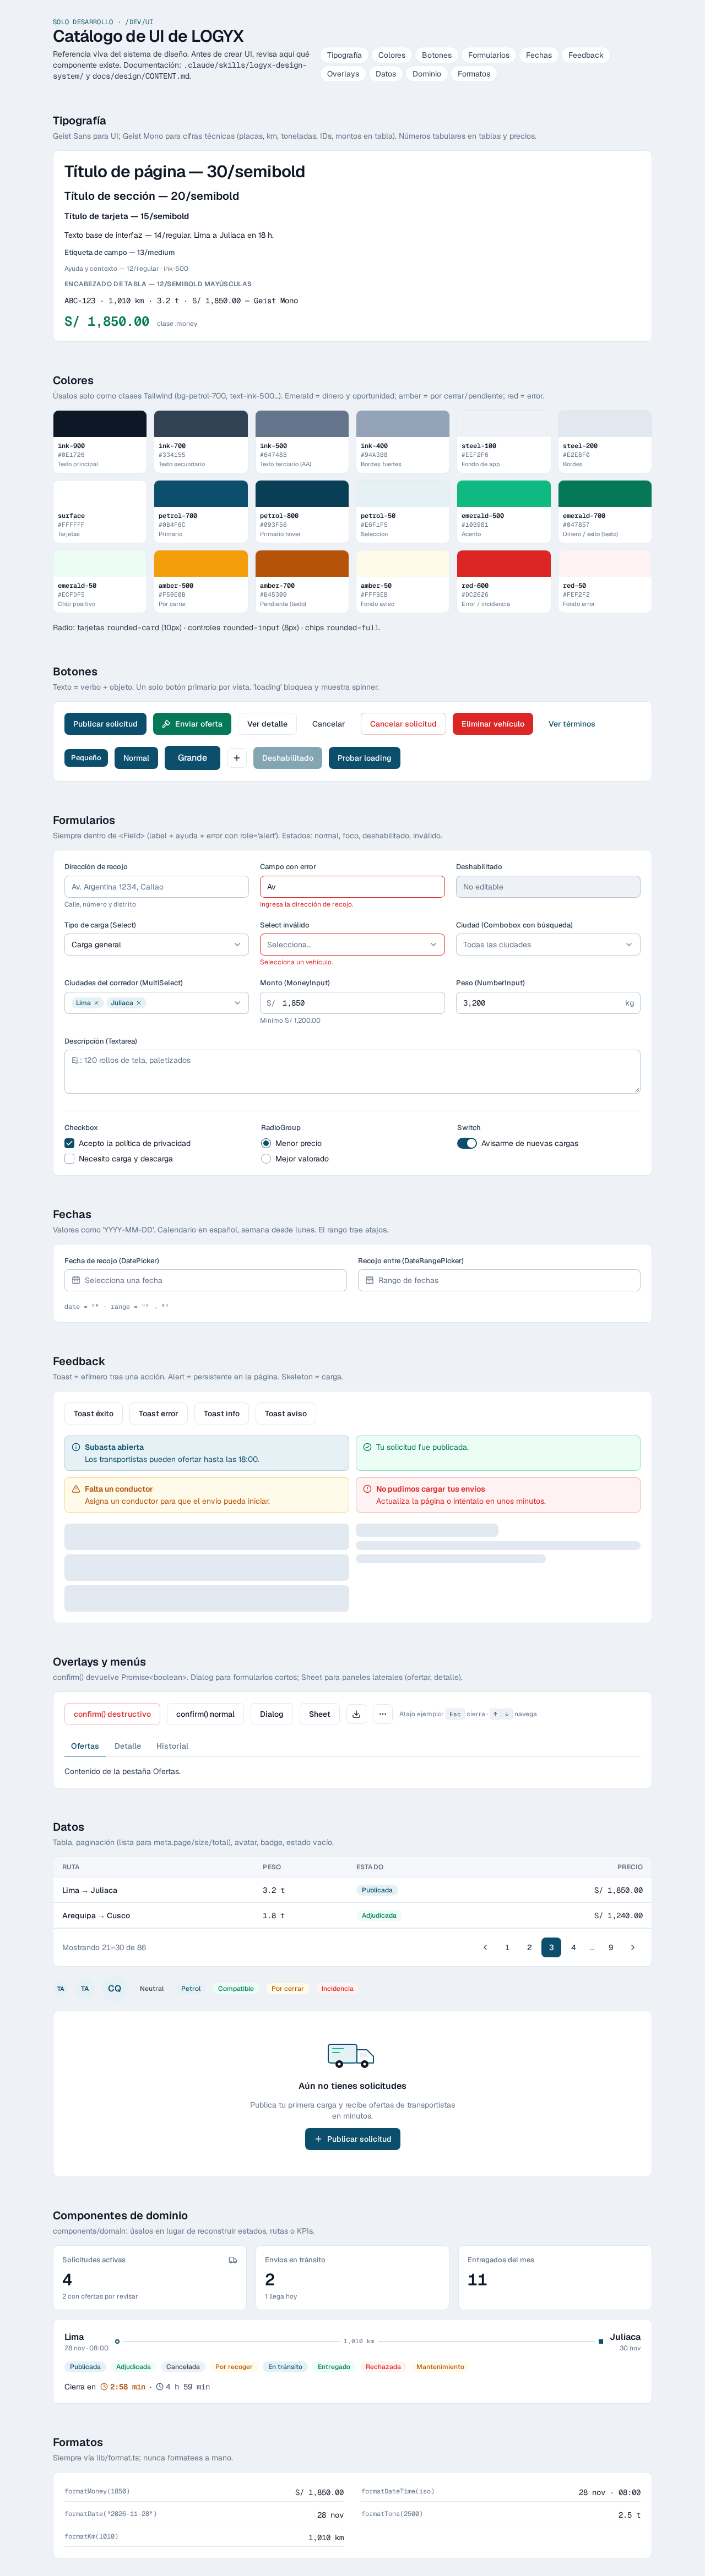 SOLO DESARROLLO · /DEV/UI
Catálogo de UI de LOGYX
Referencia viva del sistema de diseño. Antes de crear UI, revisa aquí qué
componente existe. Documentación: .claude/skills/logyx-design-
system/ y docs/design/CONTENT.md.
Tipografía
Colores
Botones
Formularios
Fechas
Feedback
Overlays
Datos
Dominio
Formatos
Tipografía
Geist Sans para UI; Geist Mono para cifras técnicas (placas, km, toneladas, IDs, montos en tabla). Números tabulares en tablas y precios.
Título de página — 30/semibold
Título de sección — 20/semibold
Título de tarjeta — 15/semibold
Texto base de interfaz — 14/regular. Lima a Juliaca en 18 h.
Etiqueta de campo — 13/medium
Ayuda y contexto — 12/regular · ink-500
ENCABEZADO DE TABLA — 12/SEMIBOLD MAYÚSCULAS
ABC-123 · 1,010 km · 3.2 t · S/ 1,850.00 — Geist Mono
S/ 1,850.00 clase .money
Colores
Úsalos solo como clases Tailwind (bg-petrol-700, text-ink-500…). Emerald = dinero y oportunidad; amber = por cerrar/pendiente; red = error.
ink-900
#0E1726
Texto principal
ink-700
#334155
Texto secundario
ink-500
#64748B
Texto terciario (AA)
ink-400
#94A3B8
Bordes fuertes
steel-100
#EEF2F6
Fondo de app
steel-200
#E2E8F0
Bordes
surface
#FFFFFF
Tarjetas
petrol-700
#0B4F6C
Primario
petrol-800
#093F56
Primario hover
petrol-50
#E6F1F5
Selección
emerald-500
#10B981
Acento
emerald-700
#047857
Dinero / éxito (texto)
emerald-50
#ECFDF5
Chip positivo
amber-500
#F59E0B
Por cerrar
amber-700
#B45309
Pendiente (texto)
amber-50
#FFFBEB
Fondo aviso
red-600
#DC2626
Error / incidencia
red-50
#FEF2F2
Fondo error
Radio: tarjetas rounded-card (10px) · controles rounded-input (8px) · chips rounded-full.
Botones
Texto = verbo + objeto. Un solo botón primario por vista. 'loading' bloquea y muestra spinner.
Publicar solicitud
Enviar oferta
Ver detalle
Cancelar
Cancelar solicitud
Eliminar vehículo
Ver términos
Pequeño
Normal
Grande
Deshabilitado
Probar loading
Formularios
Siempre dentro de <Field> (label + ayuda + error con role='alert'). Estados: normal, foco, deshabilitado, inválido.
Dirección de recojo
Av. Argentina 1234, Callao
Calle, número y distrito
Campo con error
Av
Ingresa la dirección de recojo.
Deshabilitado
No editable
Tipo de carga (Select)
Carga general
Select inválido
Selecciona…
Selecciona un vehículo.
Ciudad (Combobox con búsqueda)
Todas las ciudades
Ciudades del corredor (MultiSelect)
Lima ×
Juliaca ×
Monto (MoneyInput)
S/ 1,850
Mínimo S/ 1,200.00
Peso (NumberInput)
3,200 kg
Descripción (Textarea)
Ej.: 120 rollos de tela, paletizados
Checkbox
Acepto la política de privacidad
Necesito carga y descarga
RadioGroup
Menor precio
Mejor valorado
Switch
Avisarme de nuevas cargas
Fechas
Valores como 'YYYY-MM-DD'. Calendario en español, semana desde lunes. El rango trae atajos.
Fecha de recojo (DatePicker)
Selecciona una fecha
Recojo entre (DateRangePicker)
Rango de fechas
date = "" · range = "" … ""
Feedback
Toast = efímero tras una acción. Alert = persistente en la página. Skeleton = carga.
Toast éxito
Toast error
Toast info
Toast aviso
Subasta abierta
Los transportistas pueden ofertar hasta las 18:00.
Tu solicitud fue publicada.
Falta un conductor
Asigna un conductor para que el envío pueda iniciar.
No pudimos cargar tus envíos
Actualiza la página o inténtalo en unos minutos.
Overlays y menús
confirm() devuelve Promise<boolean>. Dialog para formularios cortos; Sheet para paneles laterales (ofertar, detalle).
confirm() destructivo
confirm() normal
Dialog
Sheet
Atajo ejemplo: Esc cierra · ↑ ↓ navega
Ofertas
Detalle
Historial
Contenido de la pestaña Ofertas.
Datos
Tabla, paginación (lista para meta.page/size/total), avatar, badge, estado vacío.
RUTA PESO ESTADO PRECIO
Lima → Juliaca 3.2 t Publicada S/ 1,850.00
Arequipa → Cusco 1.8 t Adjudicada S/ 1,240.00
Mostrando 21–30 de 86
‹ 1 2 3 4 … 9 ›
TA TA CQ Neutral Petrol Compatible Por cerrar Incidencia
Aún no tienes solicitudes
Publica tu primera carga y recibe ofertas de transportistas
en minutos.
+ Publicar solicitud
Componentes de dominio
components/domain: úsalos en lugar de reconstruir estados, rutas o KPIs.
Solicitudes activas
4
2 con ofertas por revisar
Envíos en tránsito
2
1 llega hoy
Entregados del mes
11
Lima
28 nov · 08:00
1,010 km
Juliaca
30 nov
Publicada Adjudicada Cancelada Por recoger En tránsito Entregado Rechazada Mantenimiento
Cierra en 2:58 min · 4 h 59 min
Formatos
Siempre vía lib/format.ts; nunca formatees a mano.
formatMoney(1850) S/ 1,850.00
formatDateTime(iso) 28 nov · 08:00
formatDate("2026-11-28") 28 nov
formatTons(2500) 2.5 t
formatKm(1010) 1,010 km